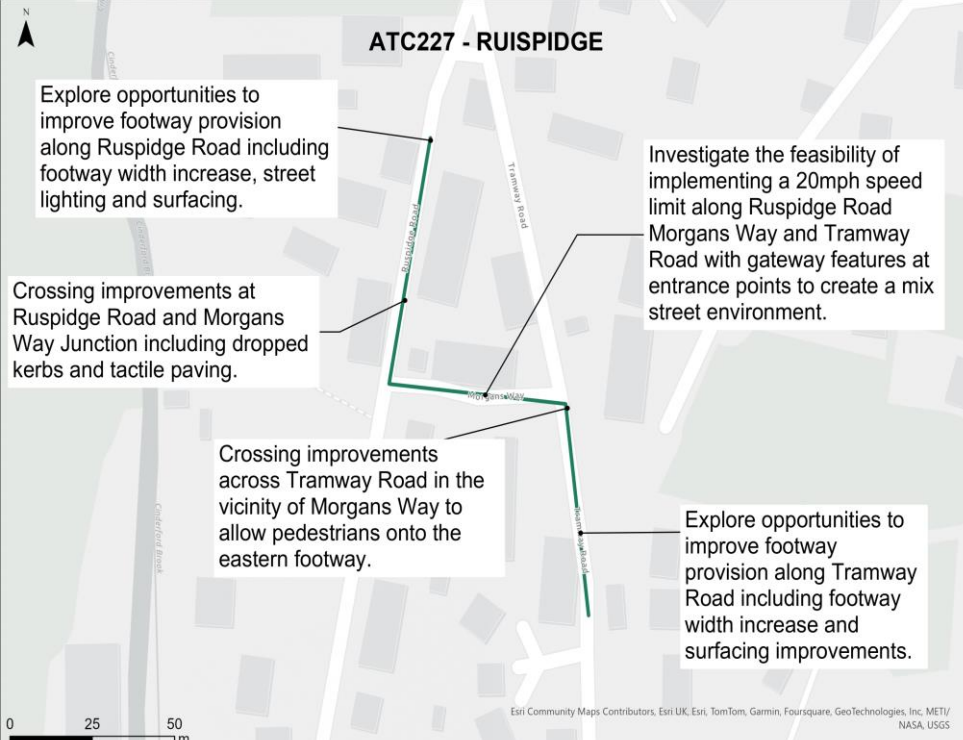 N
ATC227 - RUISPIDGE
Explore opportunities to
improve footway provision
along Ruspidge Road including
footway width increase, street
lighting and surfacing.
Investigate the feasibility of
implementing a 20mph speed
limit along Ruspidge Road
Morgans Way and Tramway
Road with gateway features at
entrance points to create a mix
street environment.
Tramway Road
Ruspidge Road
Crossing improvements at
Ruspidge Road and Morgans
Way Junction including dropped
kerbs and tactile paving.
Morgans Way
Crossing improvements
across Tramway Road in the
vicinity of Morgans Way to
allow pedestrians onto the
eastern footway.
Cinderford Brook
Tramway Road
Explore opportunities to
improve footway
provision along Tramway
Road including footway
width increase and
surfacing improvements.
0 25 50
m
Esri Community Maps Contributors, Esri UK, Esri, TomTom, Garmin, Foursquare, GeoTechnologies, Inc, METI/
NASA, USGS